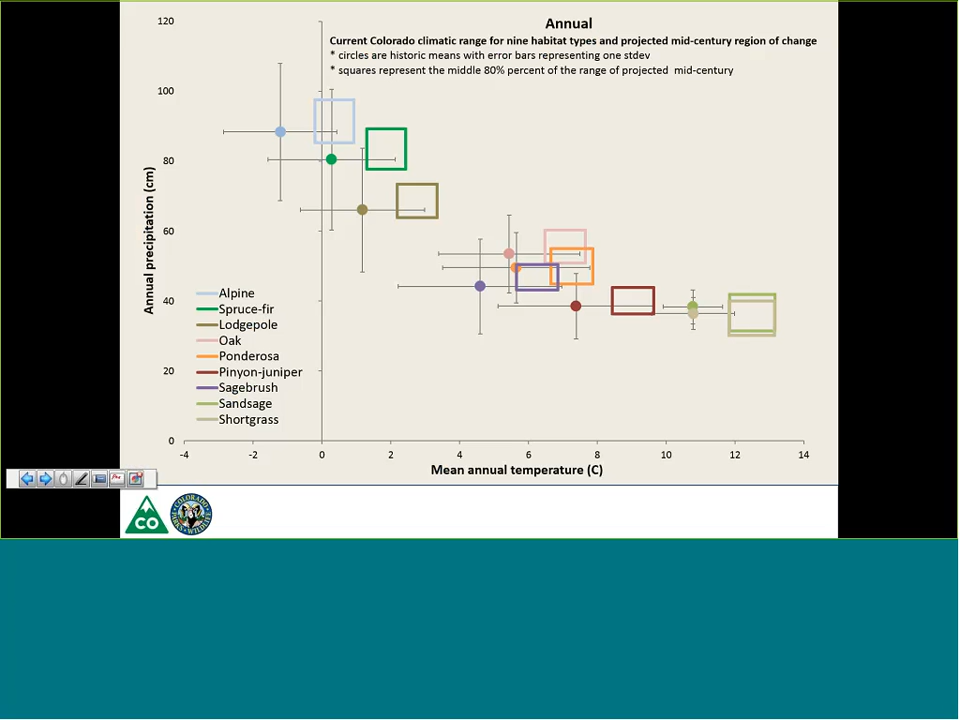 Annual
Current Colorado climatic range for nine habitat types and projected mid-century region of change
* circles are historic means with error bars representing one stdev
* squares represent the middle 80% percent of the range of projected mid-century
120
100
80
60
40
20
0
Annual precipitation (cm)
Alpine
Spruce-fir
Lodgepole
Oak
Ponderosa
Pinyon-juniper
Sagebrush
Sandsage
Shortgrass
-4 -2 0 2 4 6 8 10 12 14
Mean annual temperature (C)
CO
COLORADO
PARKS WILDLIFE